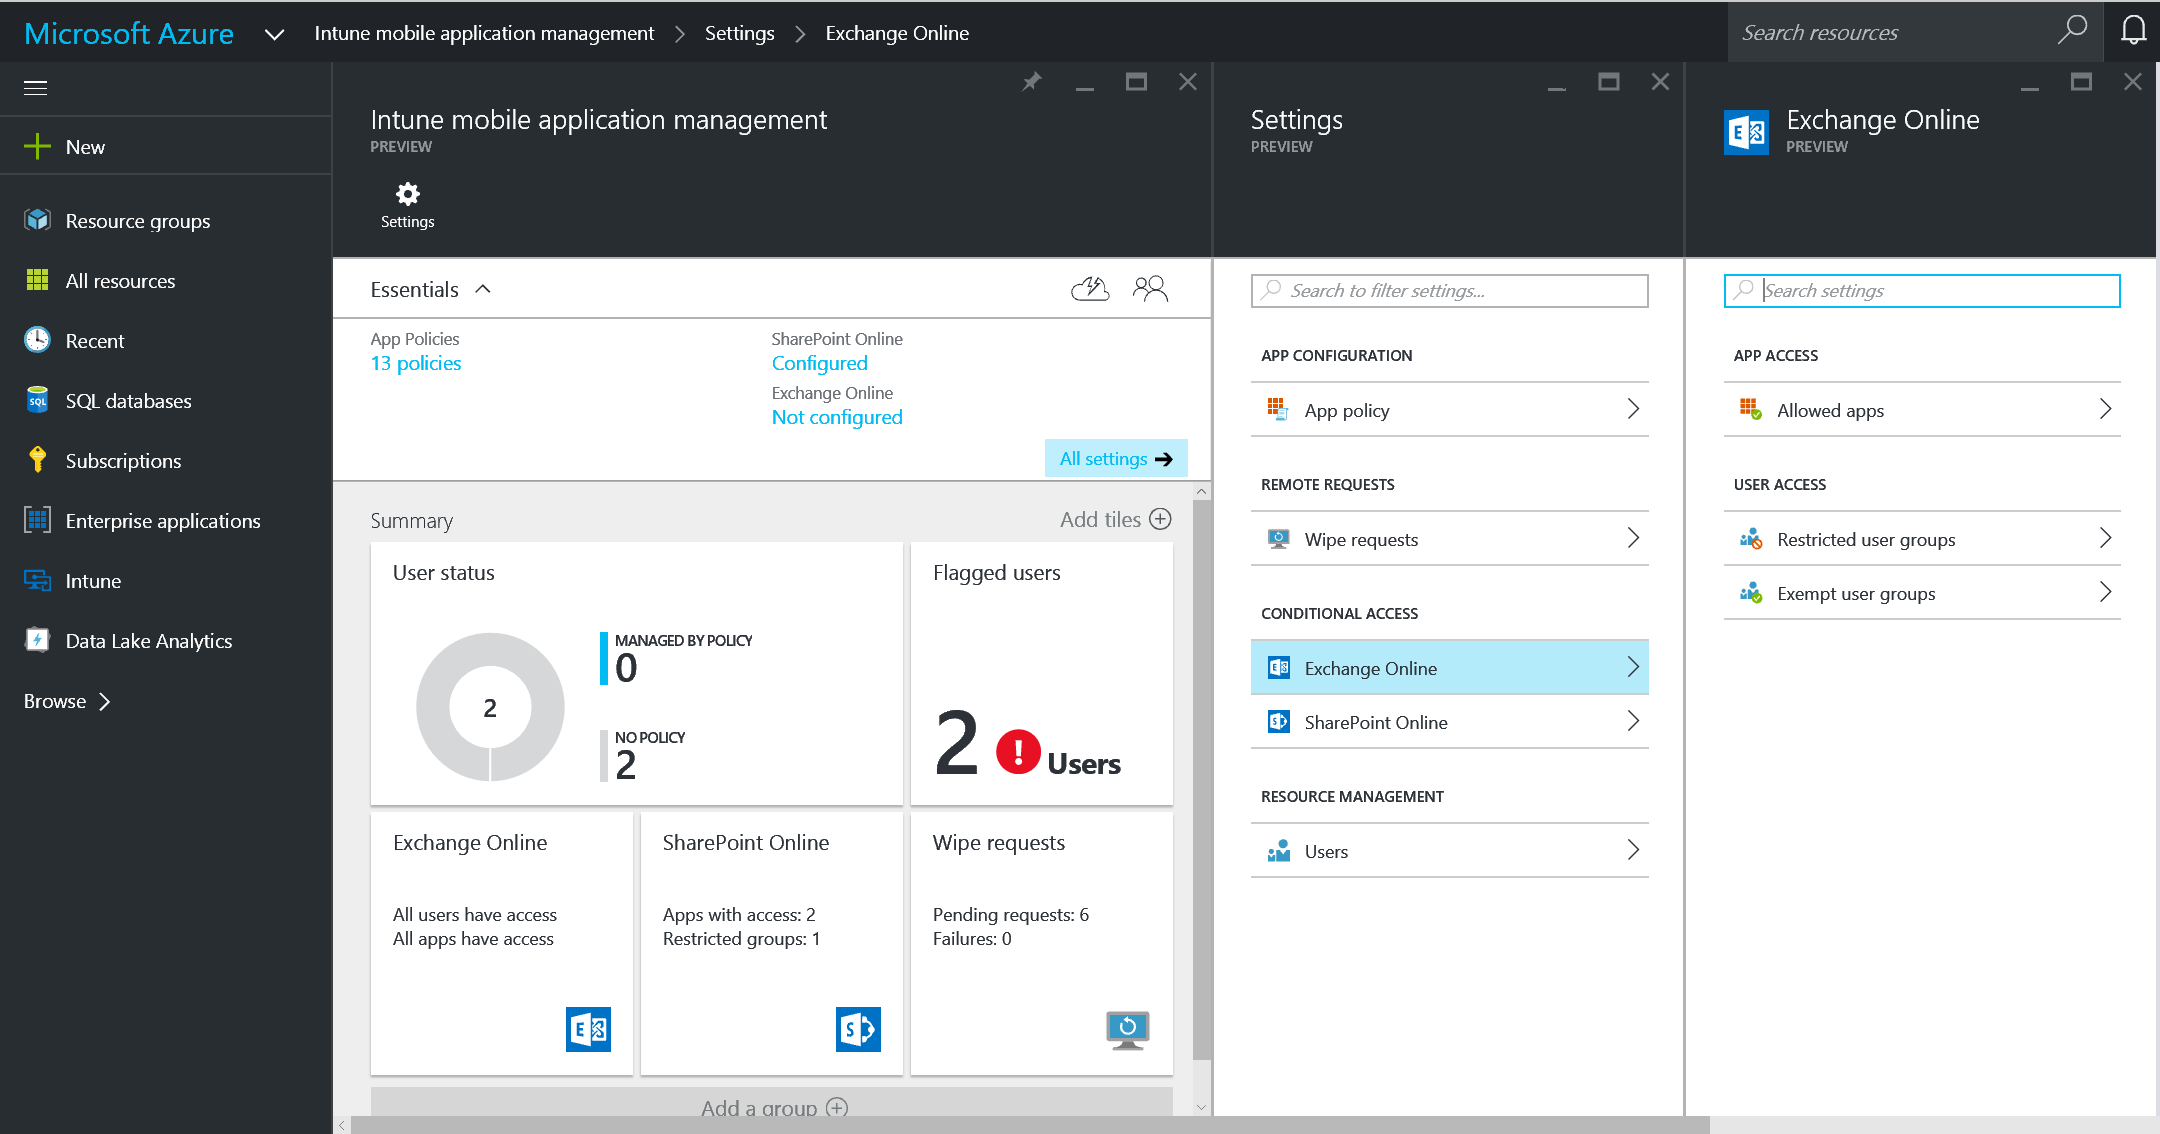 Microsoft Azure
Intune mobile application management
Settings
Exchange Online
Search resources
New
Resource groups
All resources
Recent
SQL databases
Subscriptions
Enterprise applications
Intune
Data Lake Analytics
Browse
Intune mobile application management
PREVIEW
Settings
Essentials
App Policies
13 policies
SharePoint Online
Configured
Exchange Online
Not configured
All settings
Summary
Add tiles
User status
2
MANAGED BY POLICY
0
NO POLICY
2
Flagged users
2 ! Users
Exchange Online
All users have access
All apps have access
E
SharePoint Online
Apps with access: 2
Restricted groups: 1
S
Wipe requests
Pending requests: 6
Failures: 0
Add a group
Settings
PREVIEW
Search to filter settings...
APP CONFIGURATION
App policy
REMOTE REQUESTS
Wipe requests
CONDITIONAL ACCESS
Exchange Online
SharePoint Online
RESOURCE MANAGEMENT
Users
E
Exchange Online
PREVIEW
Search settings
APP ACCESS
Allowed apps
USER ACCESS
Restricted user groups
Exempt user groups